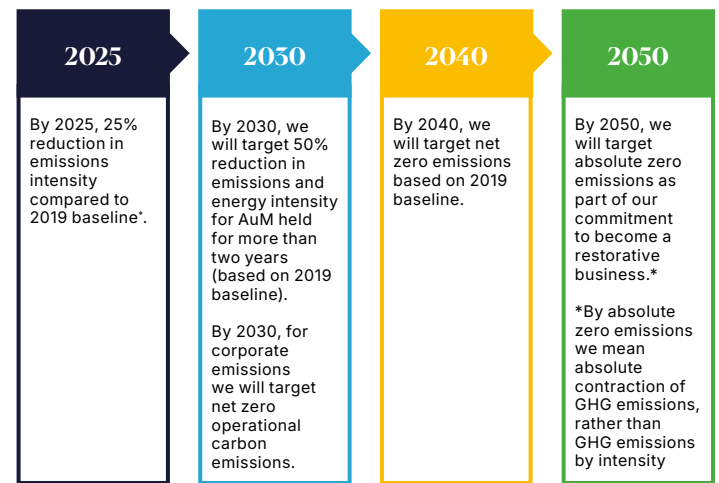 2025
By 2025, 25%
reduction in
emissions
intensity
compared to
2019 baseline*.
2030
By 2030, we
will target 50%
reduction in
emissions and
energy intensity
for AuM held
for more than
two years
(based on 2019
baseline).
By 2030, for
corporate
emissions
we will target
net zero
operational
carbon
emissions.
2040
By 2040, we
will target net
zero emissions
based on 2019
baseline.
2050
By 2050, we
will target
absolute zero
emissions as
part of our
commitment
to become a
restorative
business.*
*By absolute
zero emissions
we mean
absolute
contraction of
GHG emissions,
rather than
GHG emissions
by intensity